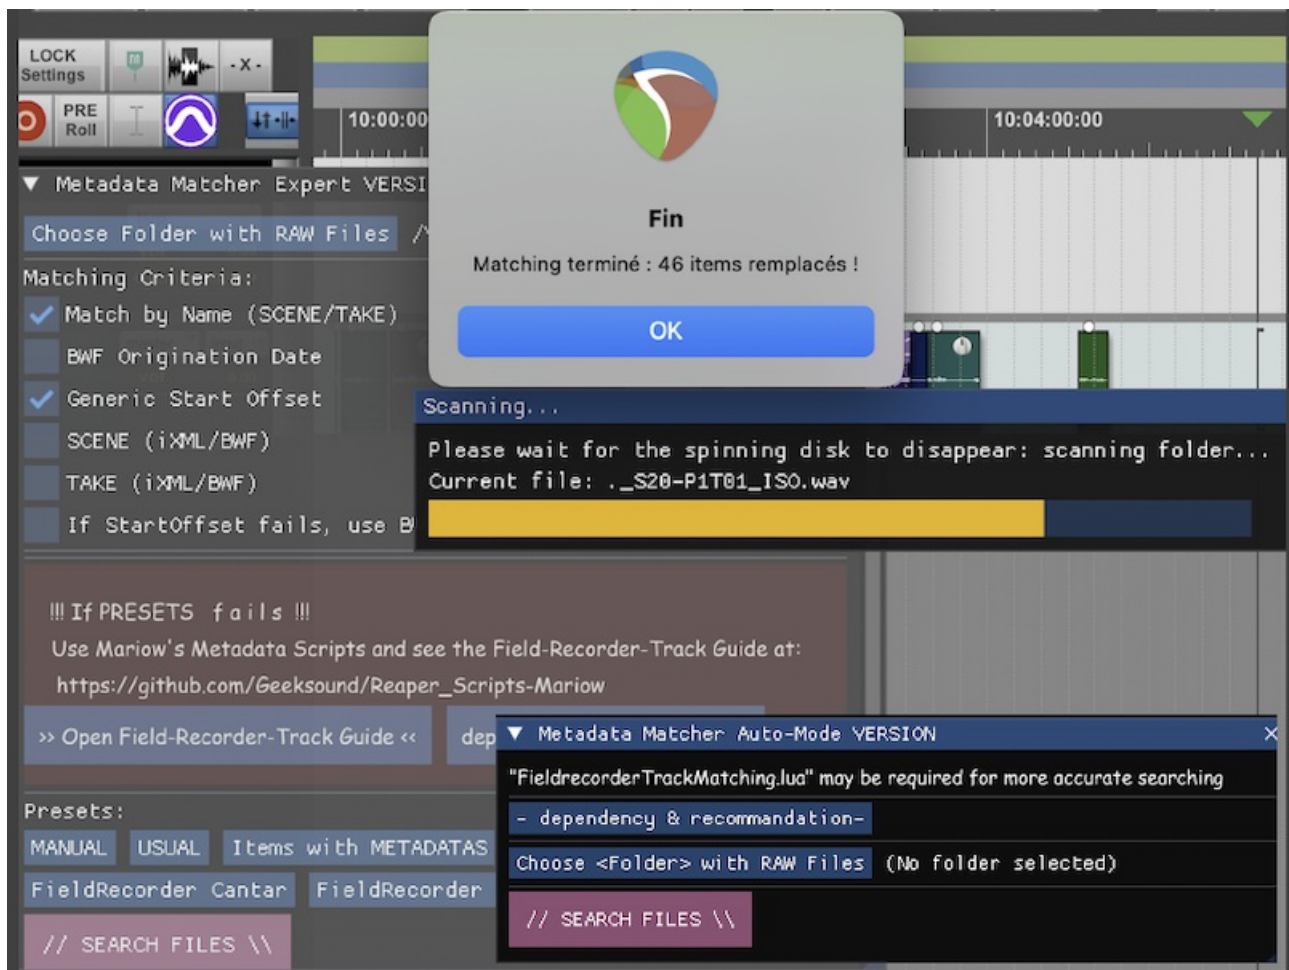 LOCK
Settings
m
-x-
PRE
Roll
10:00:00
10:04:00:00
Fin
Matching terminé : 46 items remplacés !
OK
▼ Metadata Matcher Expert VERSI
Choose Folder with RAW Files
Matching Criteria:
Match by Name (SCENE/TAKE)
BWF Origination Date
Generic Start Offset
SCENE (iXML/BWF)
TAKE (iXML/BWF)
If StartOffset fails, use B
Scanning...
Please wait for the spinning disk to disappear: scanning folder...
Current file: ._S20-P1T01_ISO.wav
!!! If PRESETS fails !!!
Use Mariow's Metadata Scripts and see the Field-Recorder-Track Guide at:
https://github.com/Geeksound/Reaper_Scripts-Mariow
>> Open Field-Recorder-Track Guide <<
dep
Presets:
MANUAL USUAL Items with METADATAS
FieldRecorder Cantar FieldRecorder
// SEARCH FILES \\
▼ Metadata Matcher Auto-Mode VERSION X
"FieldrecorderTrackMatching.lua" may be required for more accurate searching
- dependency & recommandation-
Choose <Folder> with RAW Files (No folder selected)
// SEARCH FILES \\